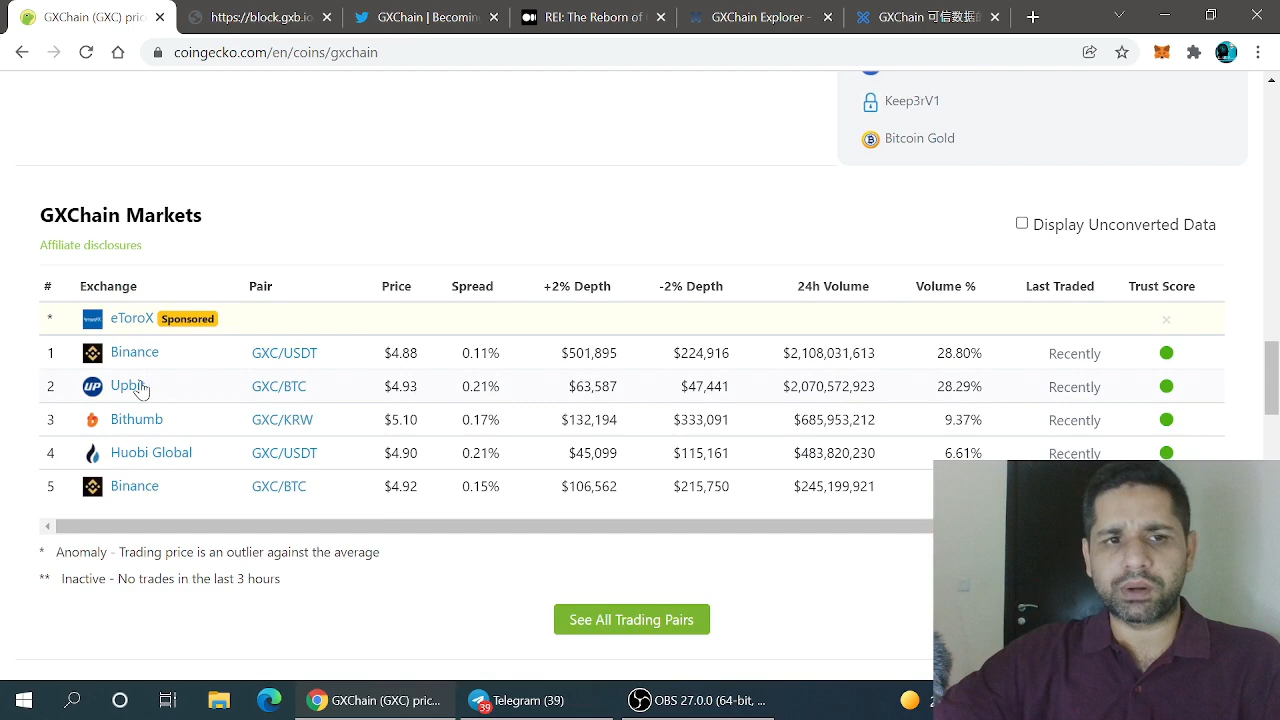 GXChain (GXC) pri
https://block.gxb.io
GXChain | Becomin
REI: The Reborn of
GXChain Explorer -
GXChain 可信数据
coingecko.com/en/coins/gxchain
Keep3rV1
Bitcoin Gold
GXChain Markets
Display Unconverted Data
Affiliate disclosures
# Exchange Pair Price Spread +2% Depth -2% Depth 24h Volume Volume % Last Traded Trust Score
* eToroX Sponsored ×
1 Binance GXC/USDT $4.88 0.11% $501,895 $224,916 $2,108,031,613 28.80% Recently
2 UP Upbit GXC/BTC $4.93 0.21% $63,587 $47,441 $2,070,572,923 28.29% Recently
3 Bithumb GXC/KRW $5.10 0.17% $132,194 $333,091 $685,953,212 9.37% Recently
4 Huobi Global GXC/USDT $4.90 0.21% $45,099 $115,161 $483,820,230 6.61% Recently
5 Binance GXC/BTC $4.92 0.15% $106,562 $215,750 $245,199,921
* Anomaly - Trading price is an outlier against the average
** Inactive - No trades in the last 3 hours
See All Trading Pairs
GXChain (GXC) pric...
39 Telegram (39)
OBS 27.0.0 (64-bit, ...